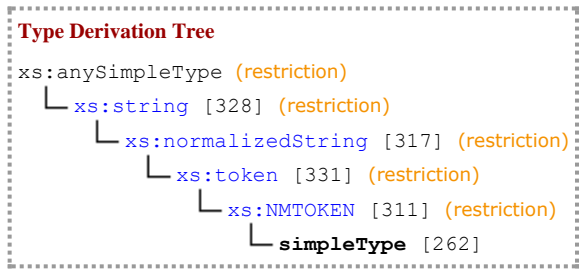 Type Derivation Tree
xs:anySimpleType (restriction)
xs:string [328] (restriction)
xs:normalizedString [317] (restriction)
xs:token [331] (restriction)
xs:NMTOKEN [311] (restriction)
simpleType [262]